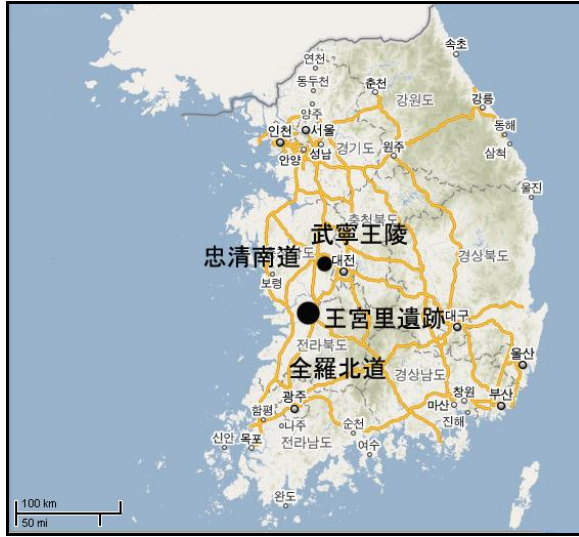 속초
연천
동두천
춘천
강원도
양주
강릉
인천
서울
동해
안양
성남
경기도
원주
삼척
울진
충청북도
武寧王陵
忠清南道
도
대전
경상북도
보령
王宮里遺跡
대구
전라북도
全羅北道
경상남도
울산
광주
창원
부산
마산
함평
진해
나주
순천
신안
목포
전라남도
여수
완도
100 km
50 mi